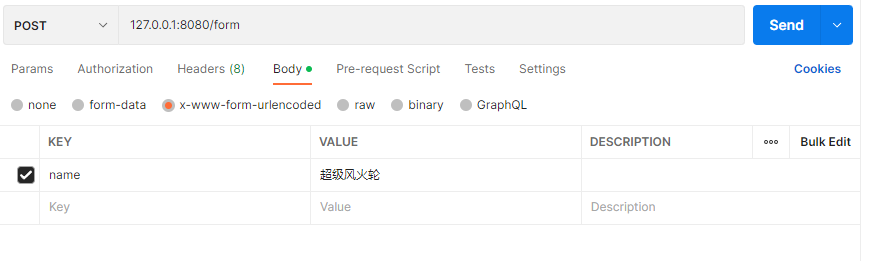 POST 127.0.0.1:8080/form Send
Params Authorization Headers (8) Body Pre-request Script Tests Settings Cookies
none form-data x-www-form-urlencoded raw binary GraphQL
KEY VALUE DESCRIPTION Bulk Edit
name 超级风火轮
Key Value Description